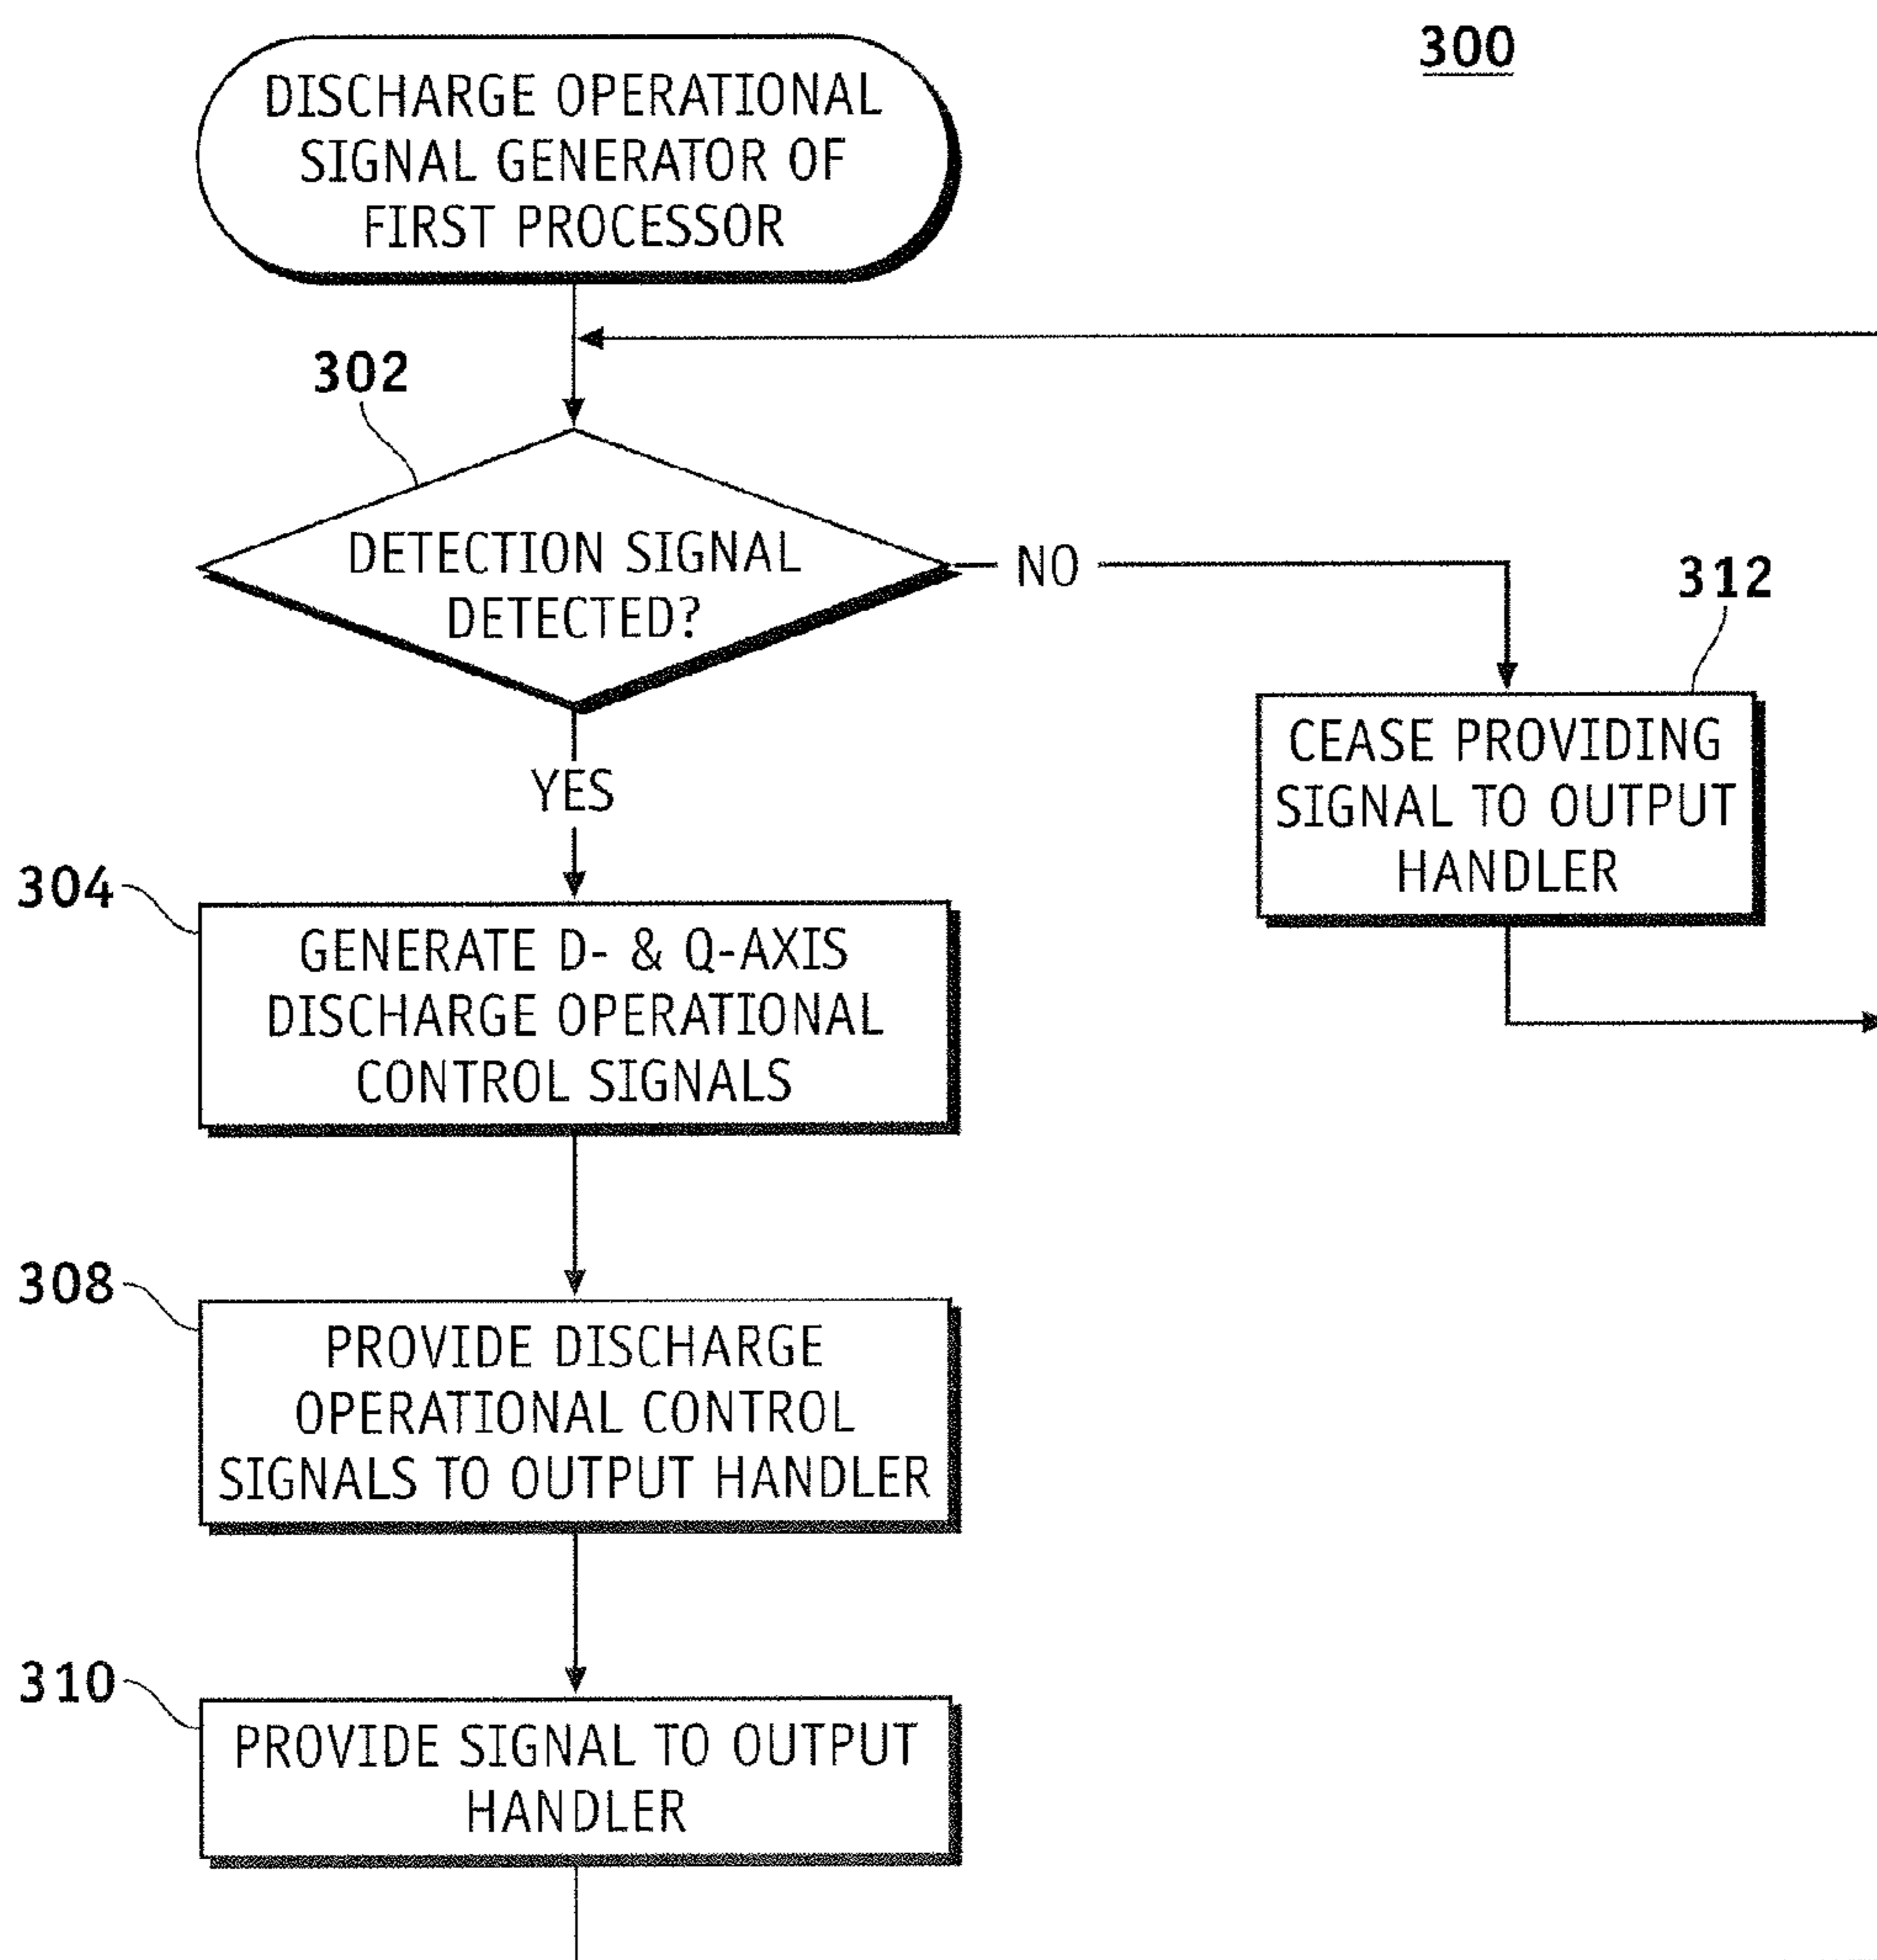 300
DISCHARGE OPERATIONAL
SIGNAL GENERATOR OF
FIRST PROCESSOR
302
DETECTION SIGNAL
DETECTED?
NO
312
CEASE PROVIDING
SIGNAL TO OUTPUT
HANDLER
YES
304
GENERATE D- & Q-AXIS
DISCHARGE OPERATIONAL
CONTROL SIGNALS
308
PROVIDE DISCHARGE
OPERATIONAL CONTROL
SIGNALS TO OUTPUT HANDLER
310
PROVIDE SIGNAL TO OUTPUT
HANDLER